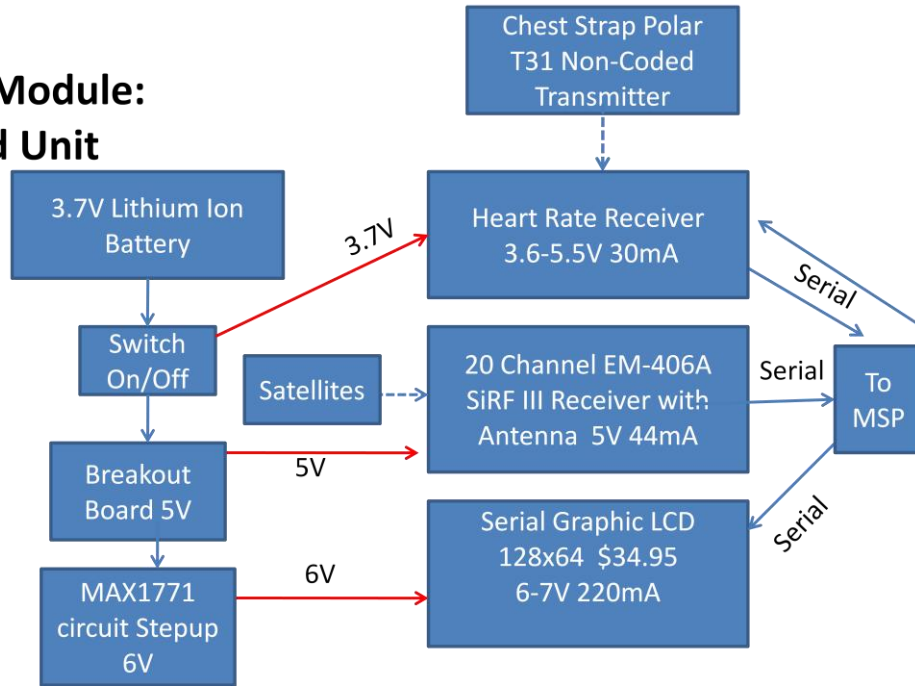 Module:
Unit
Chest Strap Polar
T31 Non-Coded
Transmitter
3.7V Lithium Ion
Battery
3.7V
Heart Rate Receiver
3.6-5.5V 30mA
Serial
Switch
On/Off
Satellites
20 Channel EM-406A
SiRF III Receiver with
Antenna 5V 44mA
Serial
To
MSP
5V
Breakout
Board 5V
Serial Graphic LCD
128x64 $34.95
6-7V 220mA
Serial
6V
MAX1771
circuit Stepup
6V